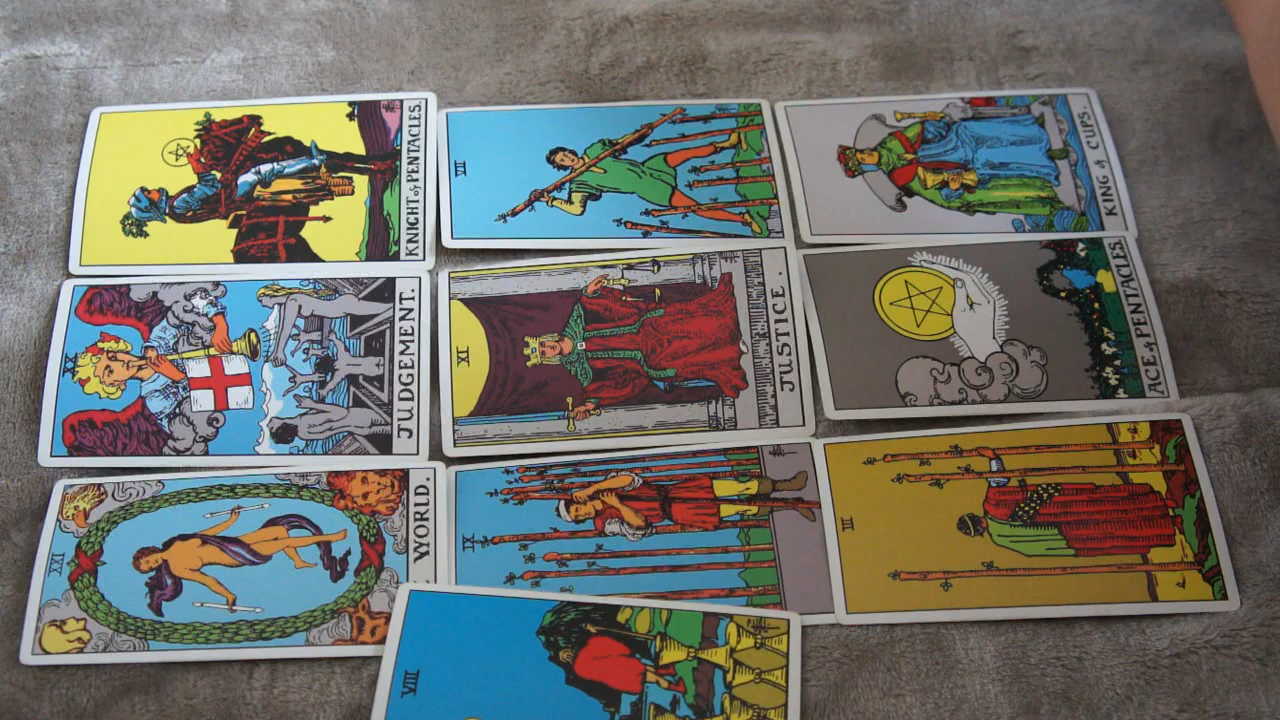 KNIGHT of PENTACLES.
VII
KING of CUPS.
XX
JUDGEMENT.
XI
JUSTICE.
ACE of PENTACLES.
XXI
WORLD.
IX
III
VIII